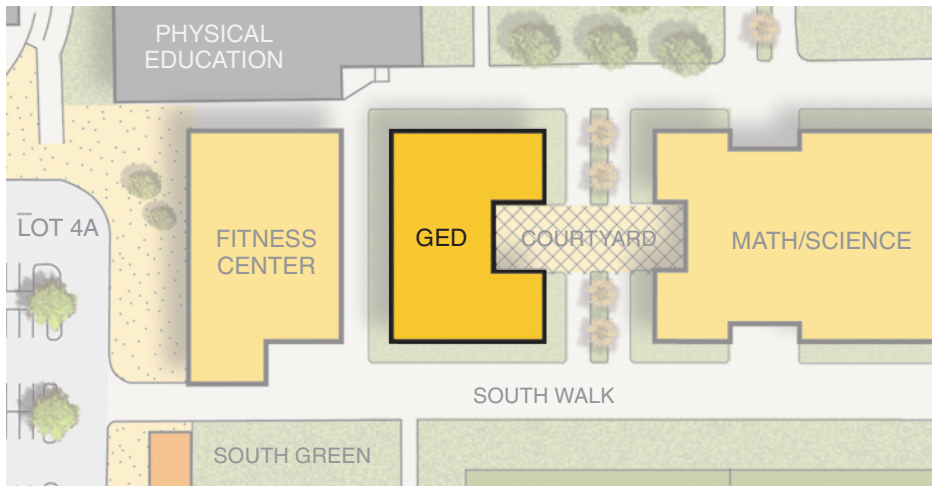 PHYSICAL
EDUCATION
LOT 4A
FITNESS
CENTER
GED
COURTYARD
MATH/SCIENCE
SOUTH WALK
SOUTH GREEN